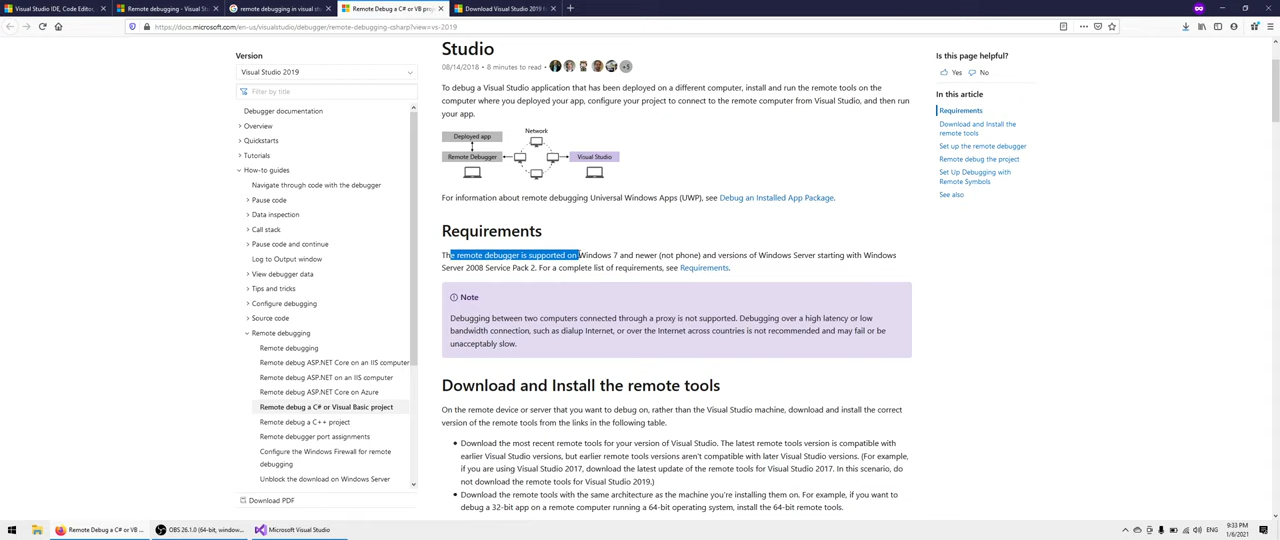 Visual Studio IDE, Code Editor,
Remote debugging - Visual Stu
remote debugging in visual st
Remote Debug a C# or VB proj
Download Visual Studio 2019 f
https://docs.microsoft.com/en-us/visualstudio/debugger/remote-debugging-csharp?view=vs-2019
Version
Visual Studio 2019
Filter by title
Debugger documentation
Overview
Quickstarts
Tutorials
How-to guides
Navigate through code with the debugger
Pause code
Data inspection
Call stack
Pause code and continue
Log to Output window
View debugger data
Tips and tricks
Configure debugging
Source code
Remote debugging
Remote debugging
Remote debug ASP.NET Core on an IIS computer
Remote debug ASP.NET on an IIS computer
Remote debug ASP.NET Core on Azure
Remote debug a C# or Visual Basic project
Remote debug a C++ project
Remote debugger port assignments
Configure the Windows Firewall for remote
debugging
Unblock the download on Windows Server
Download PDF
Studio
08/14/2018 • 8 minutes to read •
+3
To debug a Visual Studio application that has been deployed on a different computer, install and run the remote tools on the
computer where you deployed your app, configure your project to connect to the remote computer from Visual Studio, and then run
your app.
Deployed app
Network
Remote Debugger
Visual Studio
For information about remote debugging Universal Windows Apps (UWP), see Debug an Installed App Package.
Requirements
The remote debugger is supported on Windows 7 and newer (not phone) and versions of Windows Server starting with Windows
Server 2008 Service Pack 2. For a complete list of requirements, see Requirements.
Note
Debugging between two computers connected through a proxy is not supported. Debugging over a high latency or low
bandwidth connection, such as dialup Internet, or over the Internet across countries is not recommended and may fail or be
unacceptably slow.
Download and Install the remote tools
On the remote device or server that you want to debug on, rather than the Visual Studio machine, download and install the correct
version of the remote tools from the links in the following table.
• Download the most recent remote tools for your version of Visual Studio. The latest remote tools version is compatible with
earlier Visual Studio versions, but earlier remote tools versions aren't compatible with later Visual Studio versions. (For example,
if you are using Visual Studio 2017, download the latest update of the remote tools for Visual Studio 2017. In this scenario, do
not download the remote tools for Visual Studio 2019.)
• Download the remote tools with the same architecture as the machine you're installing them on. For example, if you want to
debug a 32-bit app on a remote computer running a 64-bit operating system, install the 64-bit remote tools.
Is this page helpful?
Yes
No
In this article
Requirements
Download and Install the
remote tools
Set up the remote debugger
Remote debug the project
Set Up Debugging with
Remote Symbols
See also
Remote Debug a C# or VB ...
OBS 26.1.0 (64-bit, window...
Microsoft Visual Studio
ENG
9:33 PM
1/6/2021